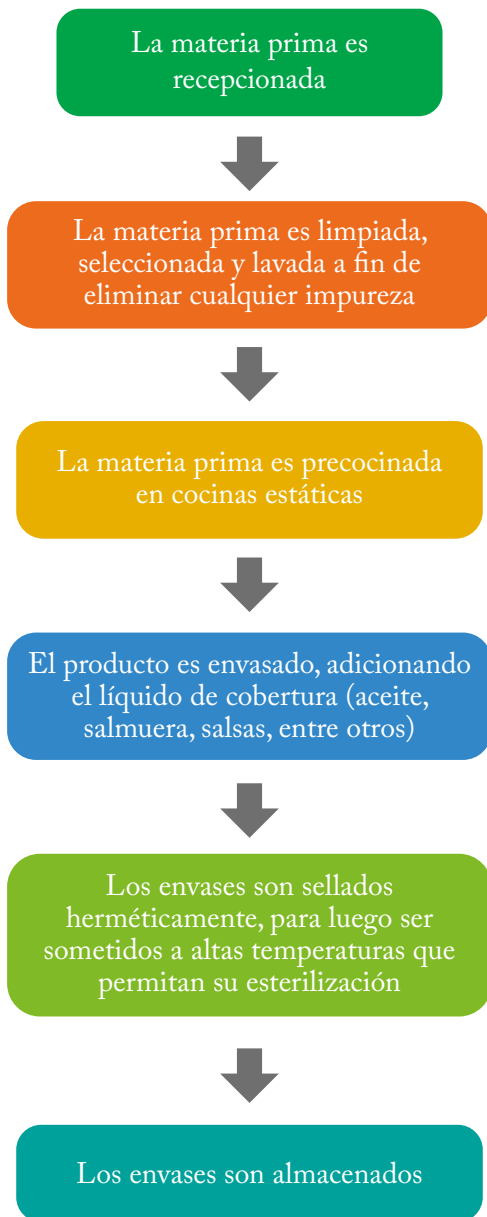 La materia prima es
recepcionada
La materia prima es limpiada,
seleccionada y lavada a fin de
eliminar cualquier impureza
La materia prima es precocinada
en cocinas estáticas
El producto es envasado, adicionando
el líquido de cobertura (aceite,
salmuera, salsas, entre otros)
Los envases son sellados
herméticamente, para luego ser
sometidos a altas temperaturas que
permitan su esterilización
Los envases son almacenados